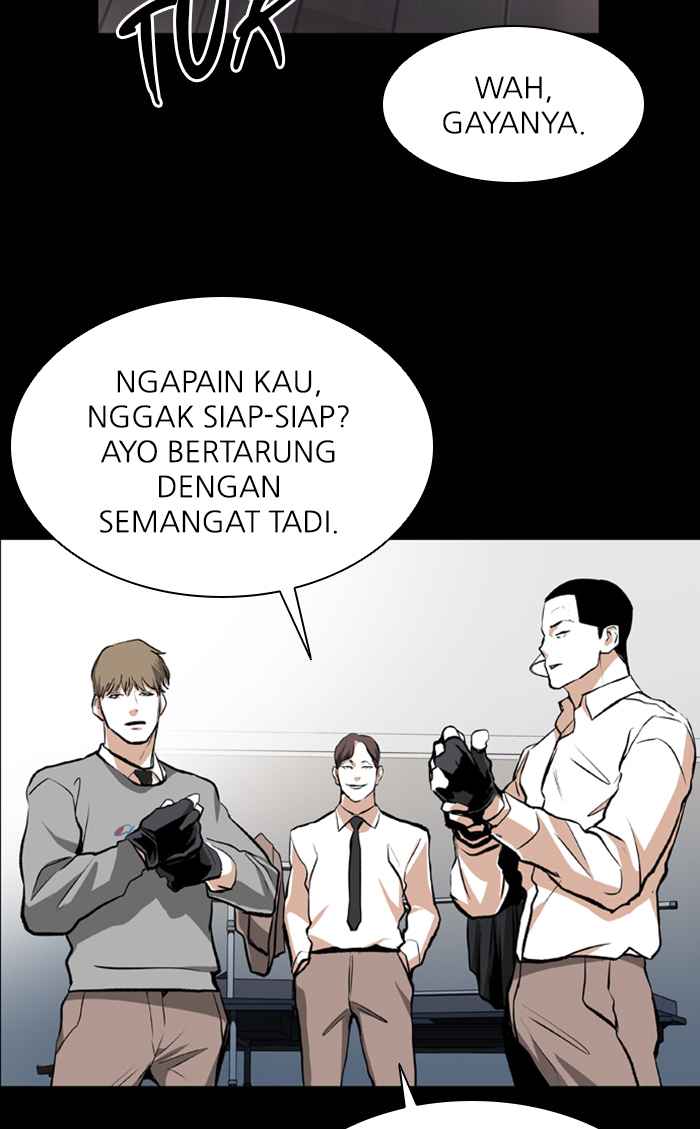 TUK
WAH,
GAYANYA.
NGAPAIN KAU,
NGGAK SIAP-SIAP?
AYO BERTARUNG
DENGAN
SEMANGAT TADI.